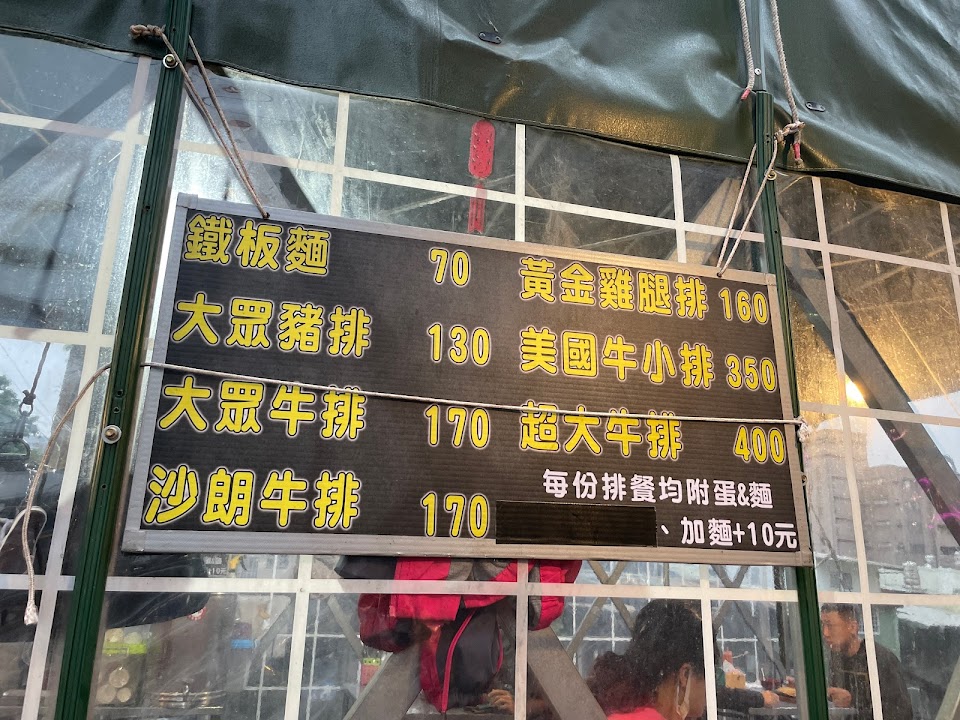 鐵板麵 70
大眾豬排 130
大眾牛排 170
沙朗牛排 170
黃金雞腿排 160
美國牛小排 350
超大牛排 400
每份排餐均附蛋&麵
、加麵+10元